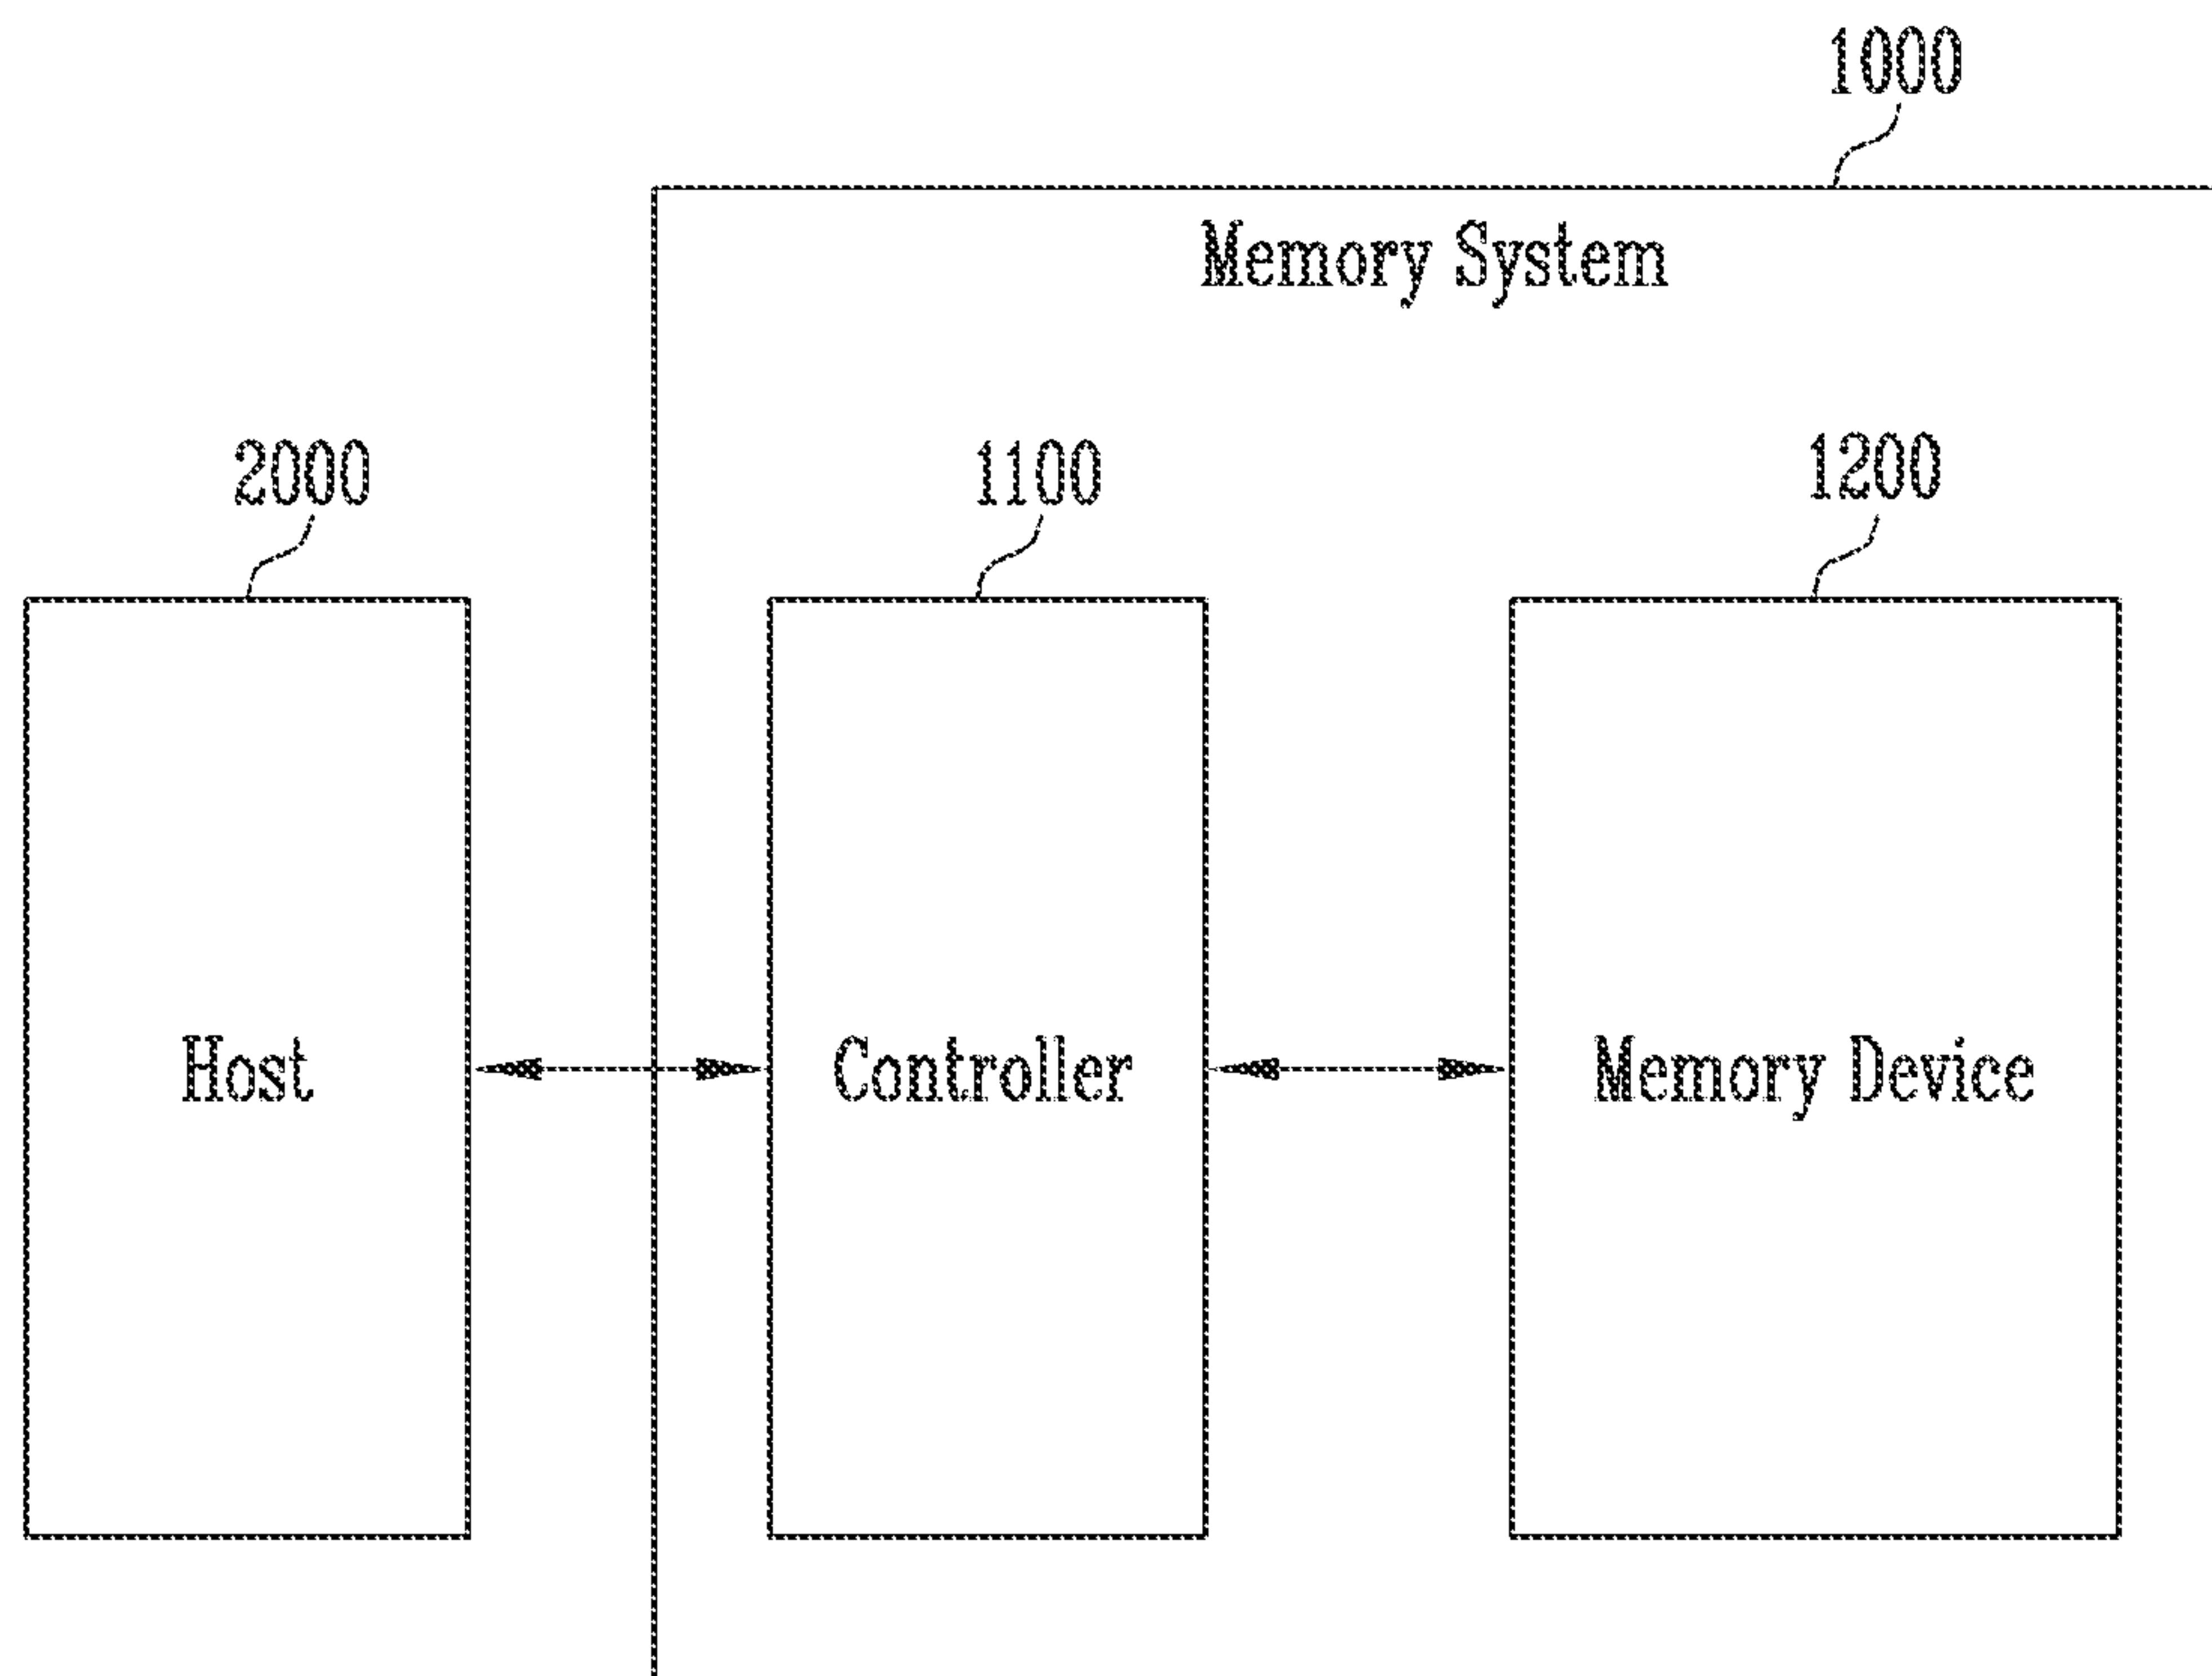 1000
Memory System
2000
1100
1200
Host
Controller
Memory Device